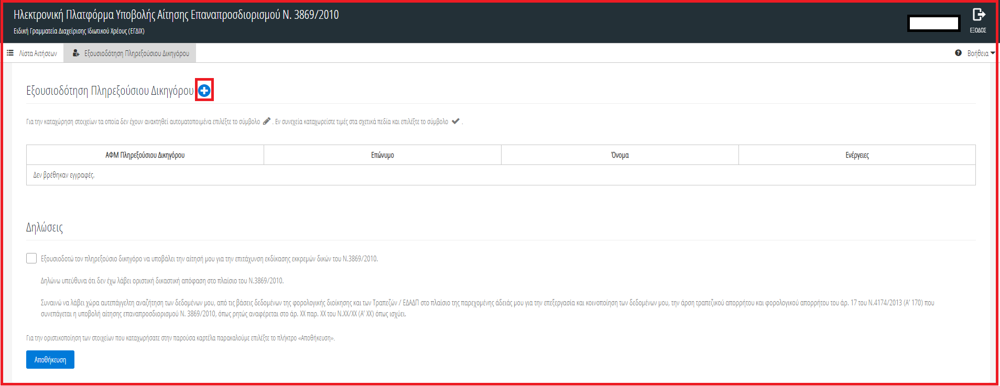 Ηλεκτρονική Πλατφόρμα Υποβολής Αίτησης Επαναπροσδιορισμού Ν. 3869/2010
Ειδική Γραμματεία Διαχείρισης Ιδιωτικού Χρέους (ΕΓΔΙΧ)
ΕΞΟΔΟΣ
Λίστα Αιτήσεων
Εξουσιοδότηση Πληρεξούσιου Δικηγόρου
Βοήθεια
Εξουσιοδότηση Πληρεξούσιου Δικηγόρου
Για την καταχώρηση στοιχείων τα οποία δεν έχουν ανακτηθεί αυτοματοποιημένα επιλέξτε το σύμβολο . Εν συνεχεία καταχωρείστε τιμές στα σχετικά πεδία και επιλέξτε το σύμβολο .
ΑΦΜ Πληρεξούσιου Δικηγόρου Επώνυμο Όνομα Ενέργειες
Δεν βρέθηκαν εγγραφές.
Δηλώσεις
Εξουσιοδοτώ τον πληρεξούσιο δικηγόρο να υποβάλει την αίτησή μου για την επιτάχυνση εκδίκασης εκκρεμών δικών του Ν.3869/2010.
Δηλώνω υπεύθυνα ότι δεν έχω λάβει οριστική δικαστική απόφαση στο πλαίσιο του Ν.3869/2010.
Συναινώ να λάβει χώρα αυτεπάγγελτη αναζήτηση των δεδομένων μου, από τις βάσεις δεδομένων της φορολογικής διοίκησης και των Τραπεζών / ΕΔΑΔΠ στο πλαίσιο της παρεχομένης άδειάς μου για την επεξεργασία και κοινοποίηση των δεδομένων μου, την άρση τραπεζικού απορρήτου και φορολογικού απορρήτου του άρ. 17 του Ν.4174/2013 (Α' 170) που
συνεπάγεται η υποβολή αίτησης επαναπροσδιορισμού Ν. 3869/2010, όπως ρητώς αναφέρεται στο άρ. ΧΧ παρ. ΧΧ του Ν.ΧΧ/ΧΧ (Α' ΧΧ) όπως ισχύει.
Για την οριστικοποίηση των στοιχείων που καταχωρήσατε στην παρούσα καρτέλα παρακαλούμε επιλέξτε το πλήκτρο «Αποθήκευση».
Αποθήκευση